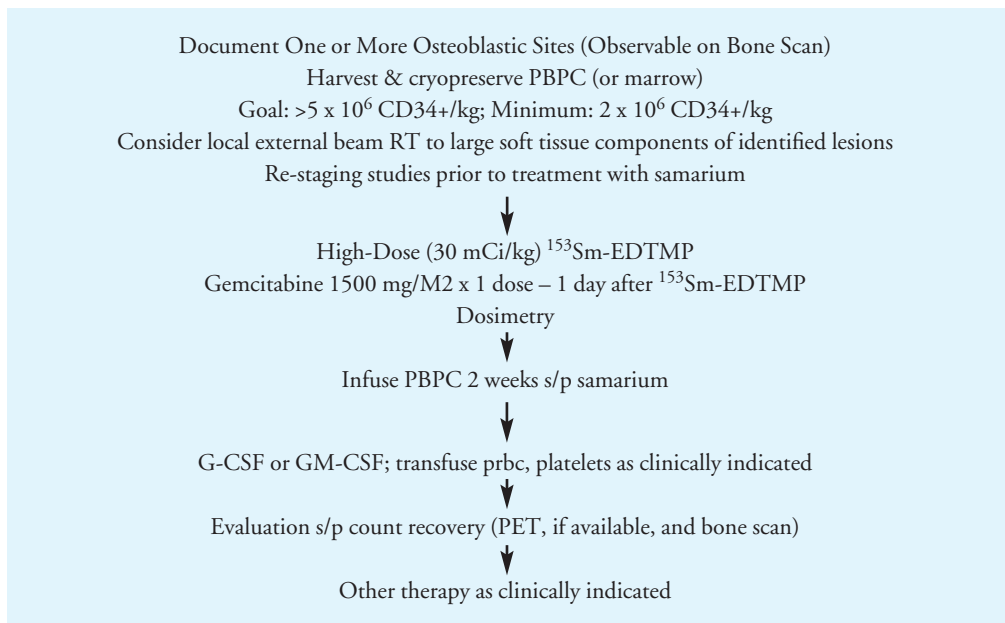 Document One or More Osteoblastic Sites (Observable on Bone Scan)
Harvest & cryopreserve PBPC (or marrow)
Goal: >5 x 10⁶ CD34+/kg; Minimum: 2 x 10⁶ CD34+/kg
Consider local external beam RT to large soft tissue components of identified lesions
Re-staging studies prior to treatment with samarium
High-Dose (30 mCi/kg) ¹⁵³Sm-EDTMP
Gemcitabine 1500 mg/M2 x 1 dose – 1 day after ¹⁵³Sm-EDTMP
Dosimetry
Infuse PBPC 2 weeks s/p samarium
G-CSF or GM-CSF; transfuse prbc, platelets as clinically indicated
Evaluation s/p count recovery (PET, if available, and bone scan)
Other therapy as clinically indicated